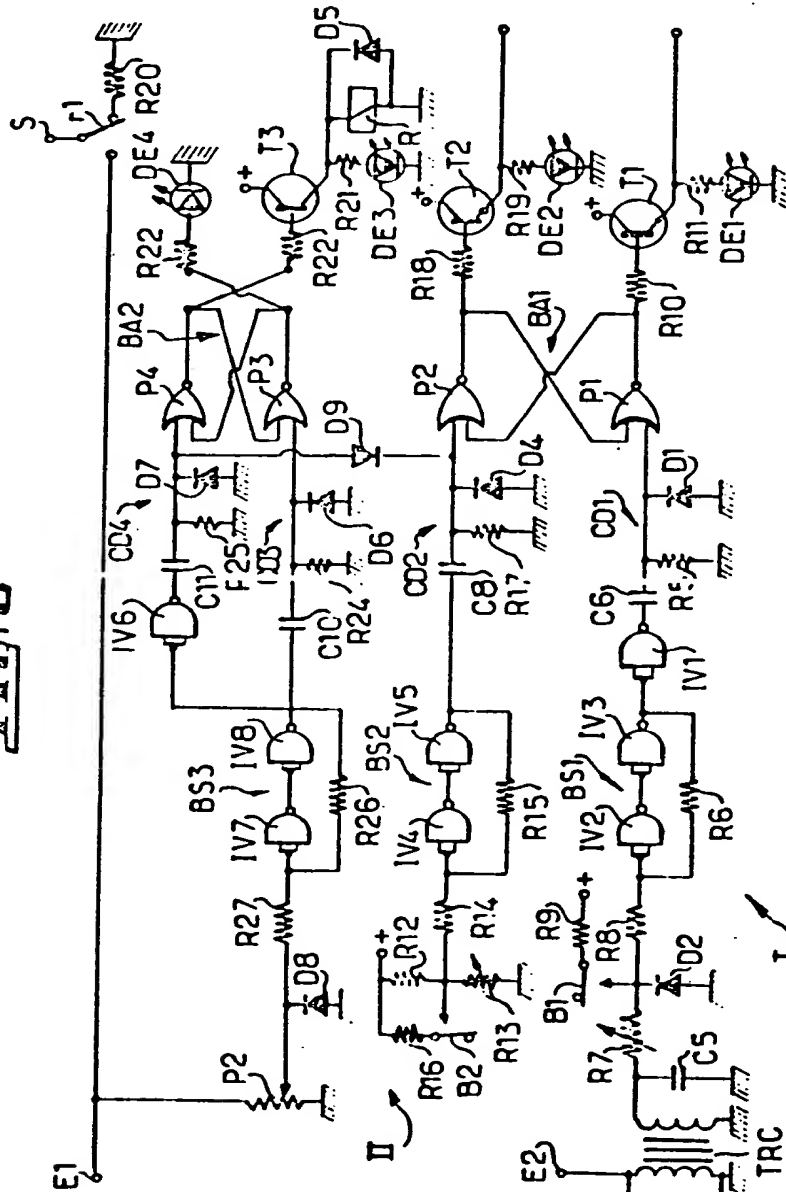 S
r1
R20
E1
DE4
R22
BA2
P4
P3
T3
+
R22
R21
DE3
R
D5
CD4
D7
C11
IV6
D9
D6
R24
C10
BS3
IV7
IV8
R26
R27
D8
P2
II
R16
B2
R12
+
R13
R14
BS2
IV4
IV5
R15
CD2
C8
R17
D4
P2
BA1
R18
T2
+
R19
DE2
E2
TRC
C5
R7
D2
B1
R9
+
R8
BS1
IV2
IV3
R6
IV1
C6
CD1
D1
P1
R10
T1
+
R11
DE1